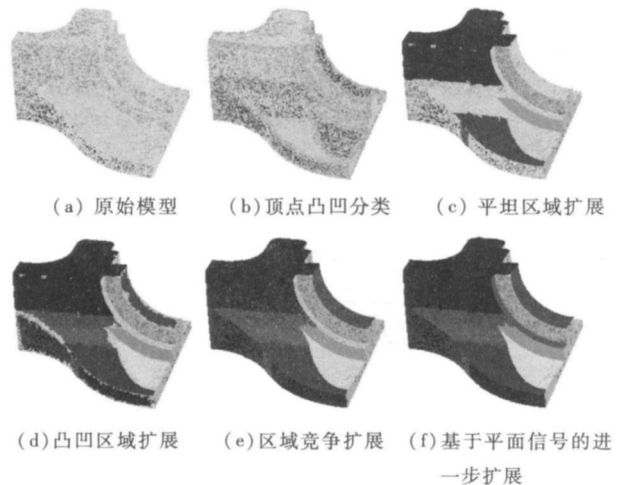 (a) 原始模型
(b)顶点凸凹分类
(c) 平坦区域扩展
(d)凸凹区域扩展
(e)区域竞争扩展
(f)基于平面信号的进
一步扩展